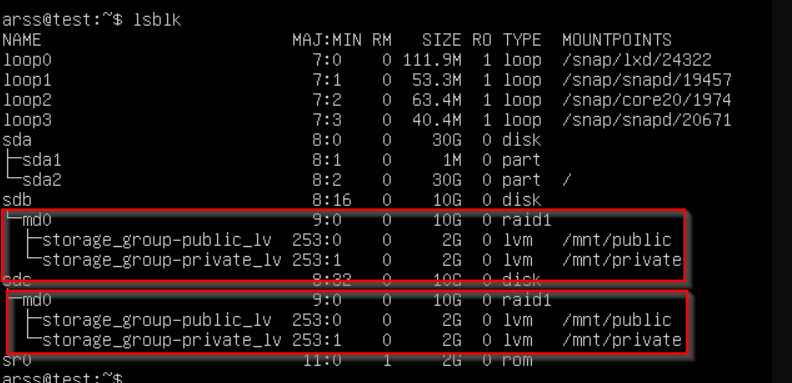 arss@test:~$ lsblk
NAME MAJ:MIN RM SIZE RO TYPE MOUNTPOINTS
loop0 7:0 0 111.9M 1 loop /snap/lxd/24322
loop1 7:1 0 53.3M 1 loop /snap/snapd/19457
loop2 7:2 0 63.4M 1 loop /snap/core20/1974
loop3 7:3 0 40.4M 1 loop /snap/snapd/20671
sda 8:0 0 30G 0 disk
├─sda1 8:1 0 1M 0 part
└─sda2 8:2 0 30G 0 part /
sdb 8:16 0 10G 0 disk
└─md0 9:0 0 10G 0 raid1
├─storage_group-public_lv 253:0 0 2G 0 lvm /mnt/public
└─storage_group-private_lv 253:1 0 2G 0 lvm /mnt/private
sdc 8:32 0 10G 0 disk
└─md0 9:0 0 10G 0 raid1
├─storage_group-public_lv 253:0 0 2G 0 lvm /mnt/public
└─storage_group-private_lv 253:1 0 2G 0 lvm /mnt/private
sr0 11:0 1 2G 0 rom
arss@test:~$